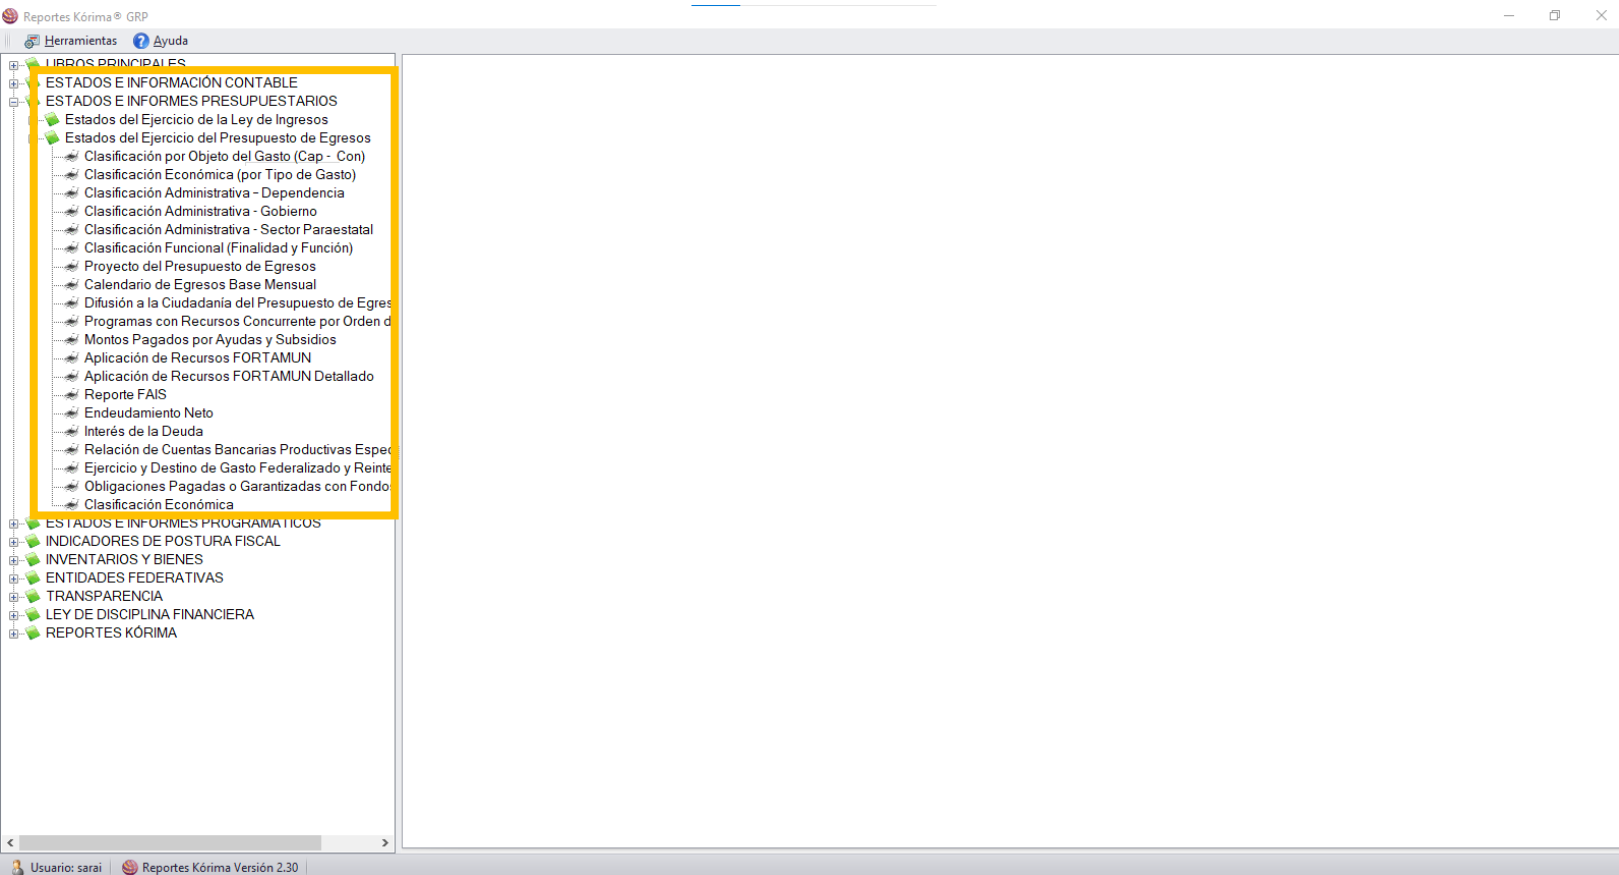 Reportes Kórima® GRP
Herramientas Ayuda
LIBROS PRINCIPALES
ESTADOS E INFORMACIÓN CONTABLE
ESTADOS E INFORMES PRESUPUESTARIOS
Estados del Ejercicio de la Ley de Ingresos
Estados del Ejercicio del Presupuesto de Egresos
Clasificación por Objeto del Gasto (Cap - Con)
Clasificación Económica (por Tipo de Gasto)
Clasificación Administrativa – Dependencia
Clasificación Administrativa - Gobierno
Clasificación Administrativa - Sector Paraestatal
Clasificación Funcional (Finalidad y Función)
Proyecto del Presupuesto de Egresos
Calendario de Egresos Base Mensual
Difusión a la Ciudadanía del Presupuesto de Egres
Programas con Recursos Concurrente por Orden d
Montos Pagados por Ayudas y Subsidios
Aplicación de Recursos FORTAMUN
Aplicación de Recursos FORTAMUN Detallado
Reporte FAIS
Endeudamiento Neto
Interés de la Deuda
Relación de Cuentas Bancarias Productivas Espec
Ejercicio y Destino de Gasto Federalizado y Reinte
Obligaciones Pagadas o Garantizadas con Fondo
Clasificación Económica
ESTADOS E INFORMES PROGRAMATICOS
INDICADORES DE POSTURA FISCAL
INVENTARIOS Y BIENES
ENTIDADES FEDERATIVAS
TRANSPARENCIA
LEY DE DISCIPLINA FINANCIERA
REPORTES KÓRIMA
Usuario: sarai Reportes Kórima Versión 2.30